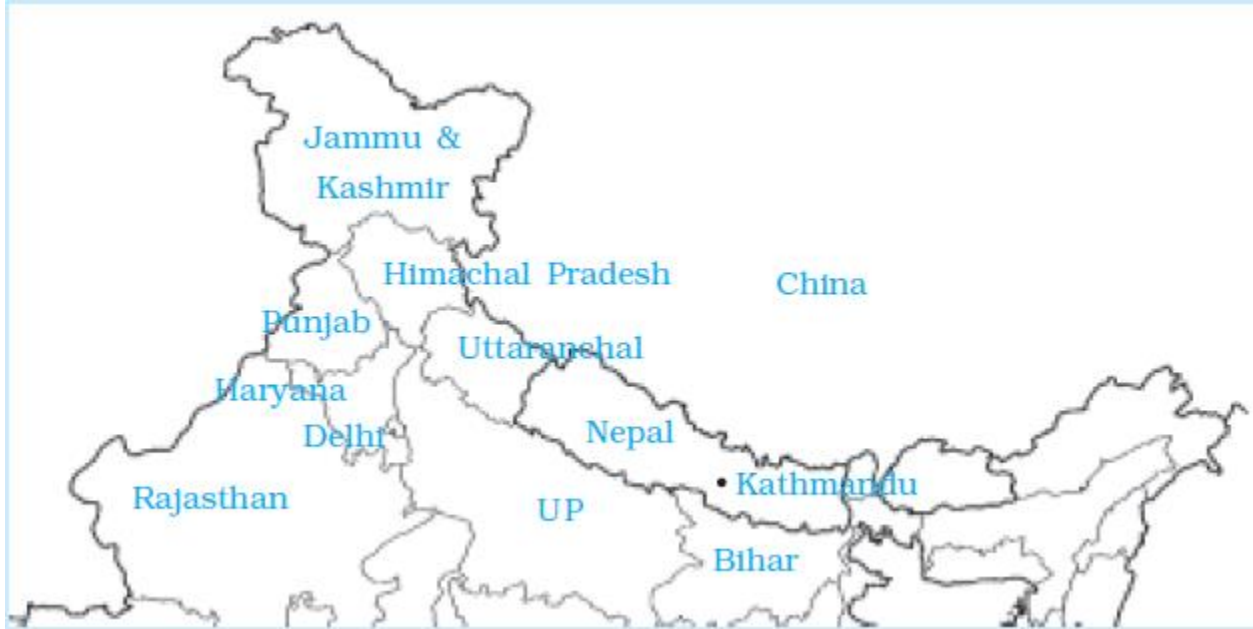 Jammu &
Kashmir
Himachal Pradesh
China
Punjab
Uttaranchal
Haryana
Delhi
Nepal
Kathmandu
Rajasthan
UP
Bihar